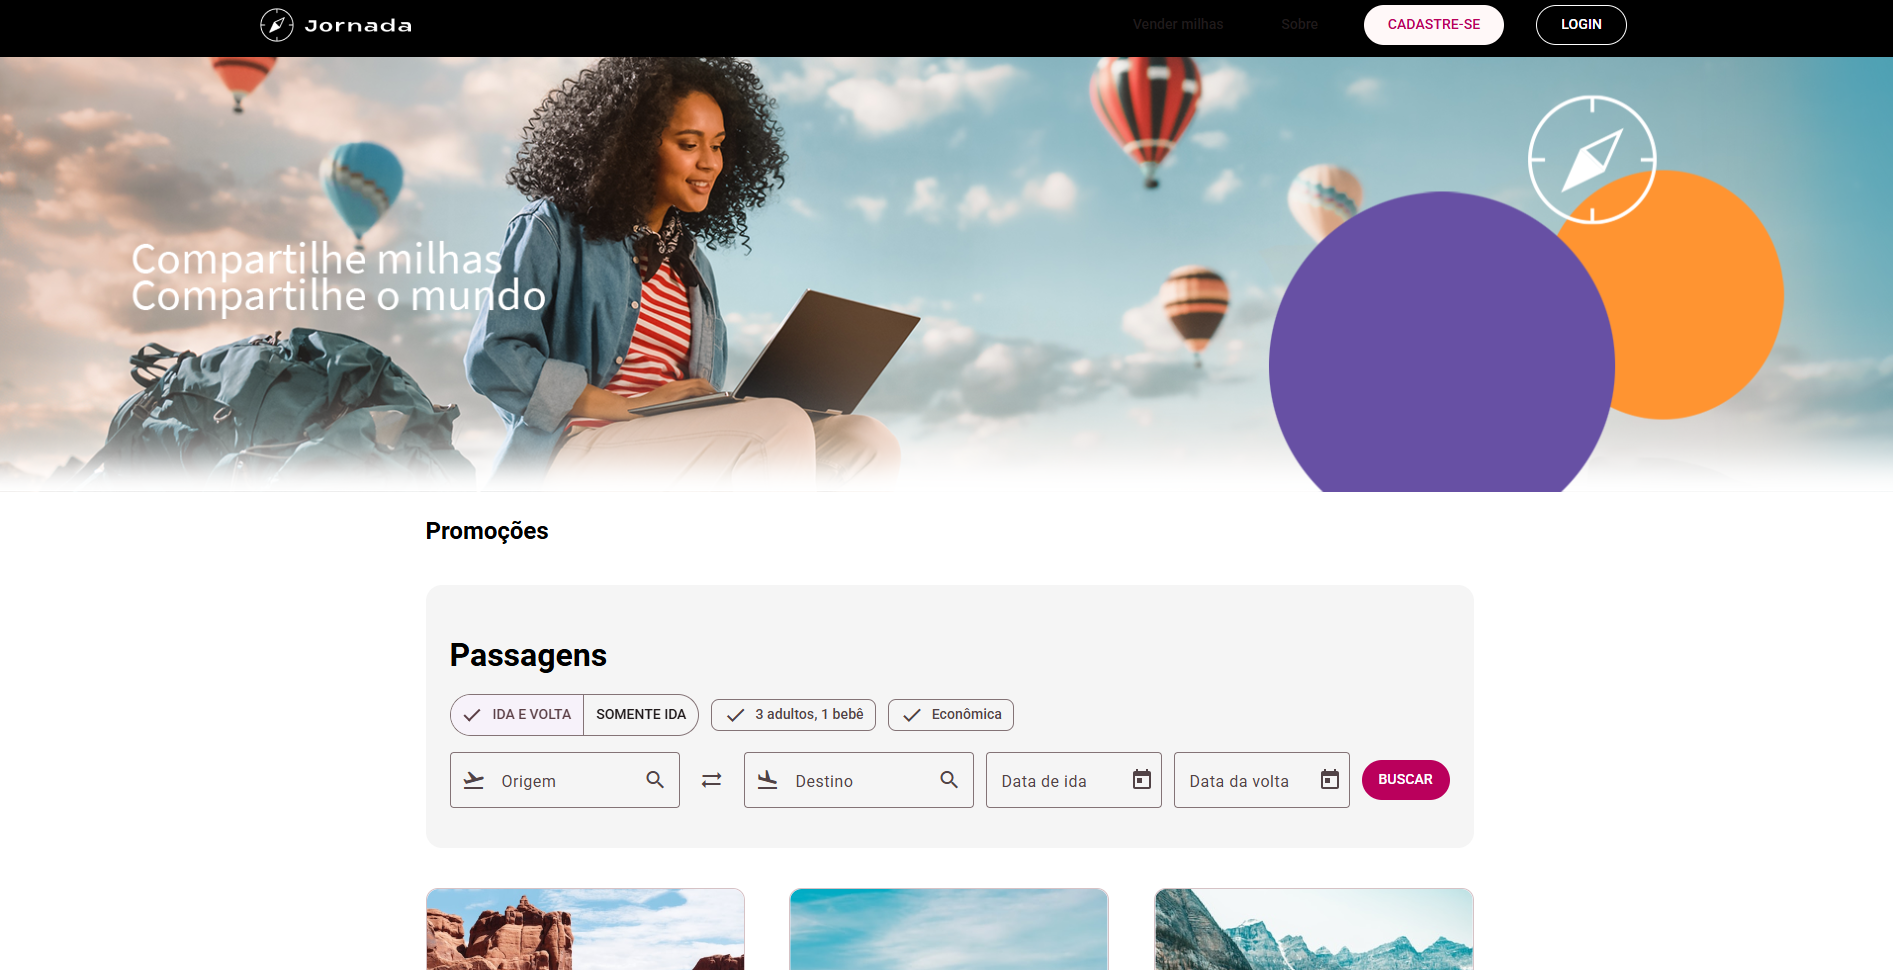 Jornada
Vender milhas
Sobre
CADASTRE-SE
LOGIN
Compartilhe milhas
Compartilhe o mundo
Promoções
Passagens
IDA E VOLTA
SOMENTE IDA
3 adultos, 1 bebê
Econômica
Origem
Destino
Data de ida
Data da volta
BUSCAR